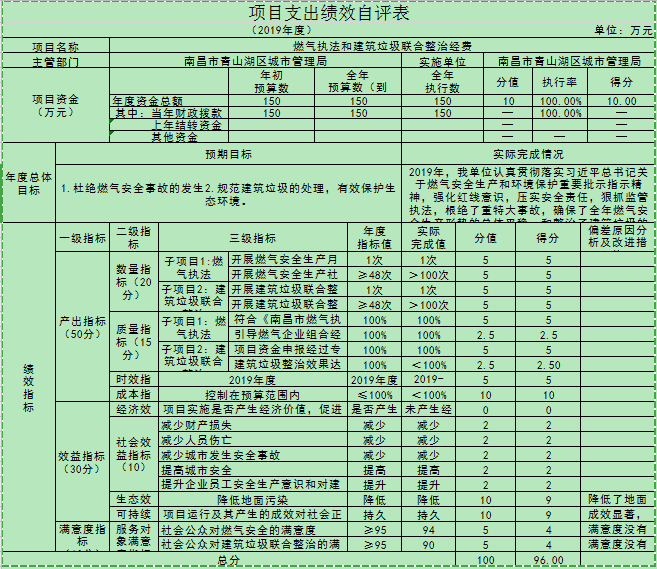 项目支出绩效自评表
（2019年度） 单位：万元
项目名称 燃气执法和建筑垃圾联合整治经费
主管部门 南昌市青山湖区城市管理局 实施单位 南昌市青山湖区城市管理局
项目资金（万元） 年初预算数 全年预算数（到 全年执行数 分值 执行率 得分
年度资金总额 150 150 150 10 100.00% 10.00
其中：当年财政拨款 150 150 150 — 100.00% —
上年结转资金 — —
其他资金 — — —
年度总体目标 预期目标 实际完成情况
1.杜绝燃气安全事故的发生2.规范建筑垃圾的处理，有效保护生态环境。
2019年，我单位认真贯彻落实习近平总书记关
于燃气安全生产和环境保护重要批示指示精
神，强化红线意识，压实安全责任，狠抓监管
执法，根绝了重特大事故，确保了全年燃气安
绩效指标 一级指标 二级指标 三级指标 年度指标值 实际完成值 分值 得分 偏差原因分析及改进措
产出指标（50分） 数量指标（20分） 子项目1：燃气执法 开展燃气安全生产月 1次 1次 5 5
开展燃气安全生产社 ≥48次 >100次 5 5
子项目2：建筑垃圾联合 开展建筑垃圾联合整 1次 1次 5 5
开展建筑垃圾联合整 ≥48次 >100次 5 5
质量指标（15分） 子项目1：燃气执法 符合《南昌市燃气执 100% 100% 5 5
引导燃气企业组合经 100% 100% 2.5 2.5
子项目2：建筑垃圾联合 项目资金申报经过专 100% 100% 5 5
建筑垃圾整治效果达 100% <100% 2.5 2.50
时效指 2019年度 2019年度 2019- 5 5
成本指 控制在预算范围内 ≤100% <100% 10 10
效益指标（30分） 经济效 项目实施是否产生经济价值，促进 是否产生 未产生经 0 0
社会效益指标（10） 减少财产损失 减少 减少 2 2
减少人员伤亡 减少 减少 2 2
减少城市发生安全事故 减少 减少 2 2
提高城市安全 提高 提高 2 2
提升企业员工安全生产意识和对建 提升 提升 2 2
生态效 降低地面污染 降低 降低 10 9 降低了地面
可持续 项目运行及其产生的成效对社会正 持久 持久 10 9 成效显著，
满意度指标 服务对象满意 社会公众对燃气安全的满意度 ≥95 94 5 4 满意度没有
社会公众对建筑垃圾联合整治的满 ≥95 90 5 4 满意度没有
总分 100 96.00